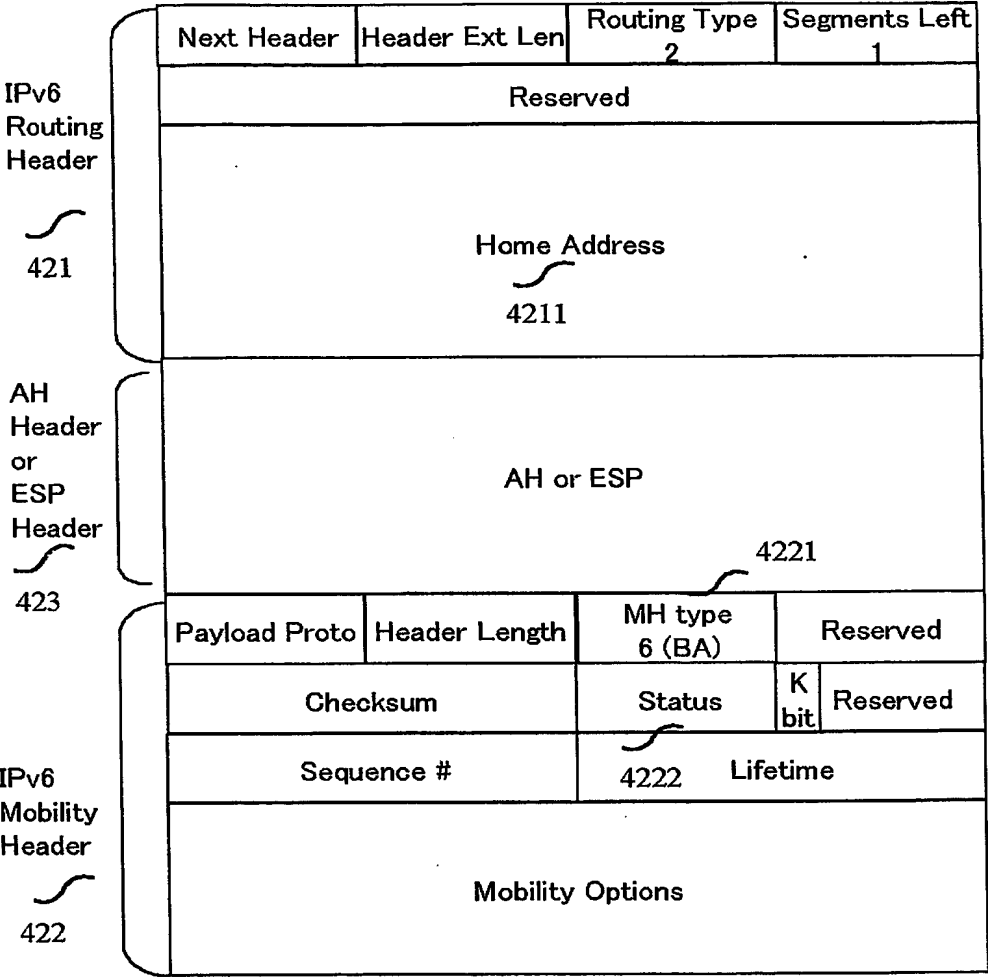 Next Header
Header Ext Len
Routing Type
2
Segments Left
1
IPv6
Routing
Header
421
Reserved
Home Address
4211
AH
Header
or
ESP
Header
423
AH or ESP
4221
Payload Proto
Header Length
MH type
6 (BA)
Reserved
Checksum
Status
K
bit
Reserved
IPv6
Mobility
Header
422
Sequence #
4222
Lifetime
Mobility Options